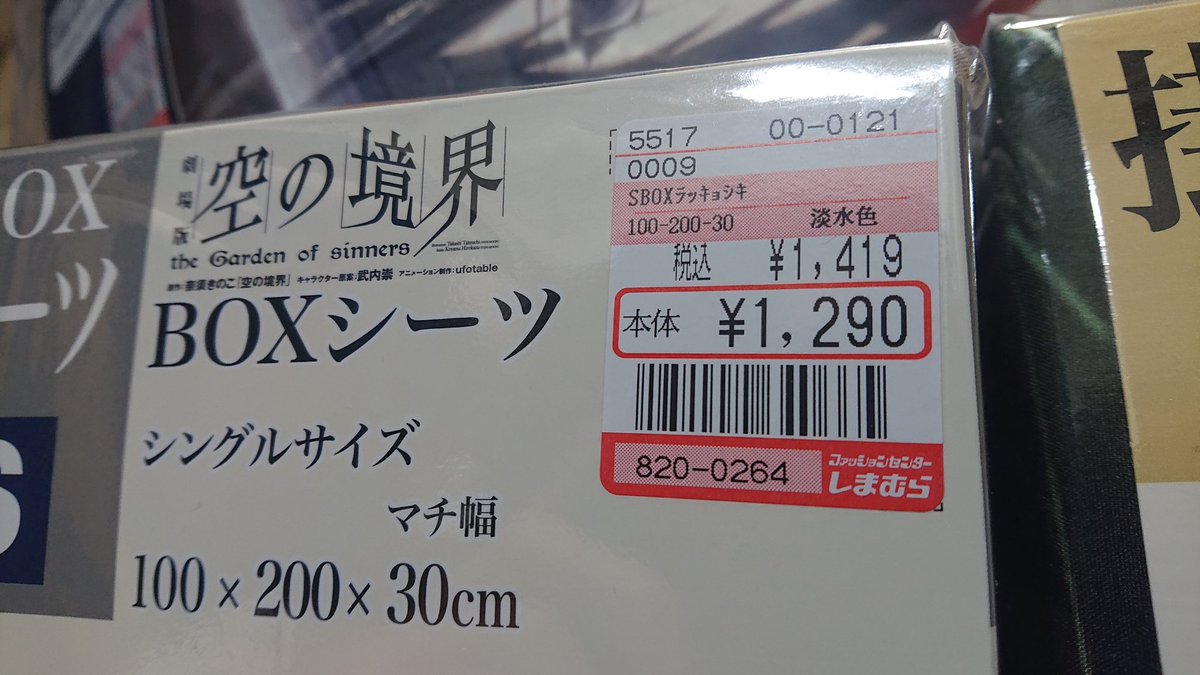 OX
ーツ
S
劇場版
空の境界
the Garden of sinners
原作:奈須きのこ「空の境界」 キャラクター原案:武内崇 アニメーション制作:ufotable
BOXシーツ
シングルサイズ
マチ幅
100×200×30cm
5517 00-0121
0009
SBOXラッキョシキ
100-200-30 淡水色
税込 ¥1,419
本体 ¥1,290
820-0264
ファッションセンター
しまむら